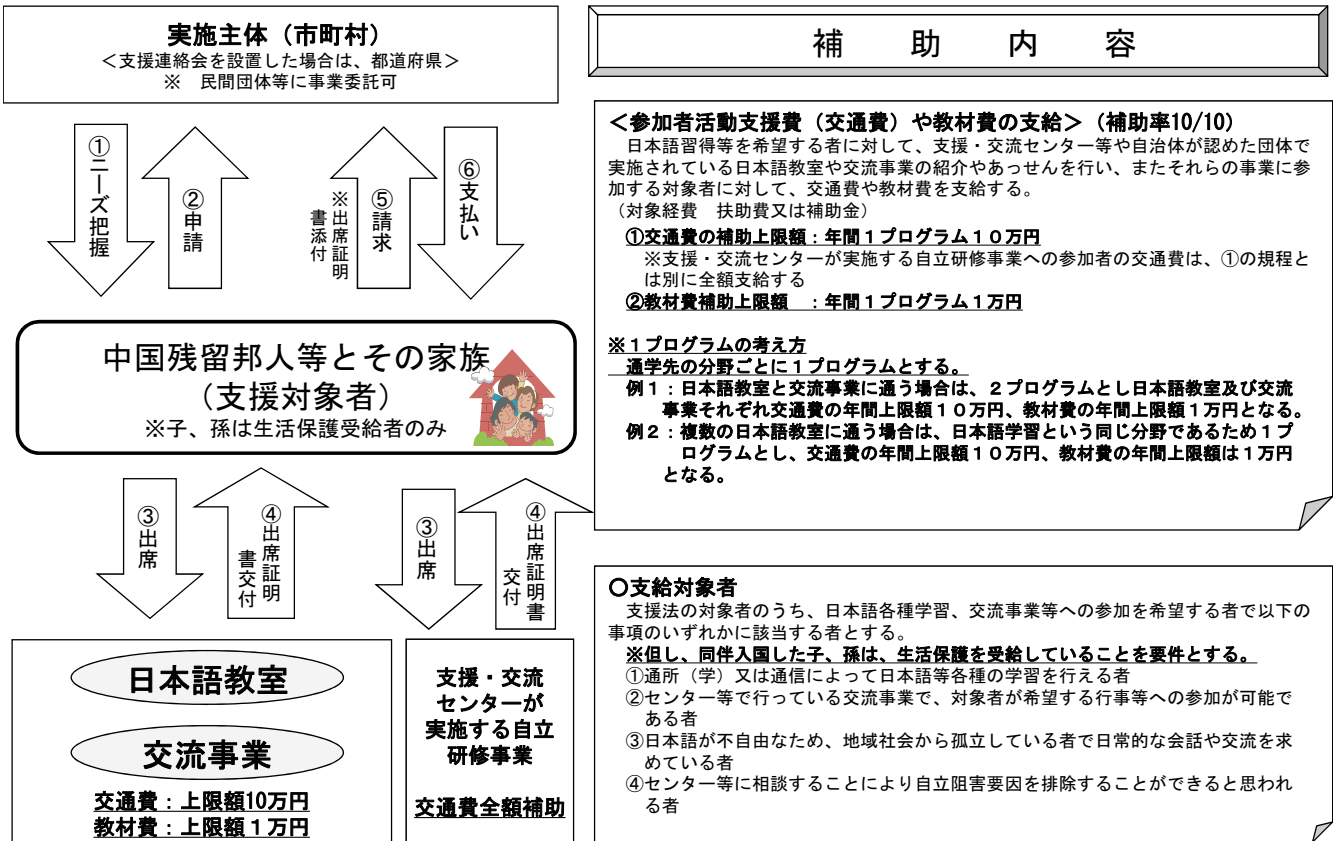 実施主体（市町村）
＜支援連絡会を設置した場合は、都道府県＞
※　民間団体等に事業委託可
①ニーズ把握
②申請
⑤請求
※出席証明
書添付
⑥支払い
中国残留邦人等とその家族
（支援対象者）
※子、孫は生活保護受給者のみ
③出席
④出席証明
書交付
③出席
④出席証明書
交付
日本語教室
交流事業
交通費：上限額10万円
教材費：上限額１万円
支援・交流
センターが
実施する自立
研修事業
交通費全額補助
補　助　内　容
＜参加者活動支援費（交通費）や教材費の支給＞（補助率10/10）
　日本語習得等を希望する者に対して、支援・交流センター等や自治体が認めた団体で
実施されている日本語教室や交流事業の紹介やあっせんを行い、またそれらの事業に参
加する対象者に対して、交通費や教材費を支給する。
（対象経費　扶助費又は補助金）
①交通費の補助上限額：年間１プログラム１０万円
※支援・交流センターが実施する自立研修事業への参加者の交通費は、①の規程と
は別に全額支給する
②教材費補助上限額　：年間１プログラム１万円
※１プログラムの考え方
通学先の分野ごとに１プログラムとする。
例１：日本語教室と交流事業に通う場合は、２プログラムとし日本語教室及び交流
事業それぞれ交通費の年間上限額１０万円、教材費の年間上限額１万円となる。
例２：複数の日本語教室に通う場合は、日本語学習という同じ分野であるため１プ
ログラムとし、交通費の年間上限額１０万円、教材費の年間上限額は１万円
となる。
〇支給対象者
　支援法の対象者のうち、日本語各種学習、交流事業等への参加を希望する者で以下の
事項のいずれかに該当する者とする。
※但し、同伴入国した子、孫は、生活保護を受給していることを要件とする。
①通所（学）又は通信によって日本語等各種の学習を行える者
②センター等で行っている交流事業で、対象者が希望する行事等への参加が可能で
ある者
③日本語が不自由なため、地域社会から孤立している者で日常的な会話や交流を求
めている者
④センター等に相談することにより自立阻害要因を排除することができると思われ
る者